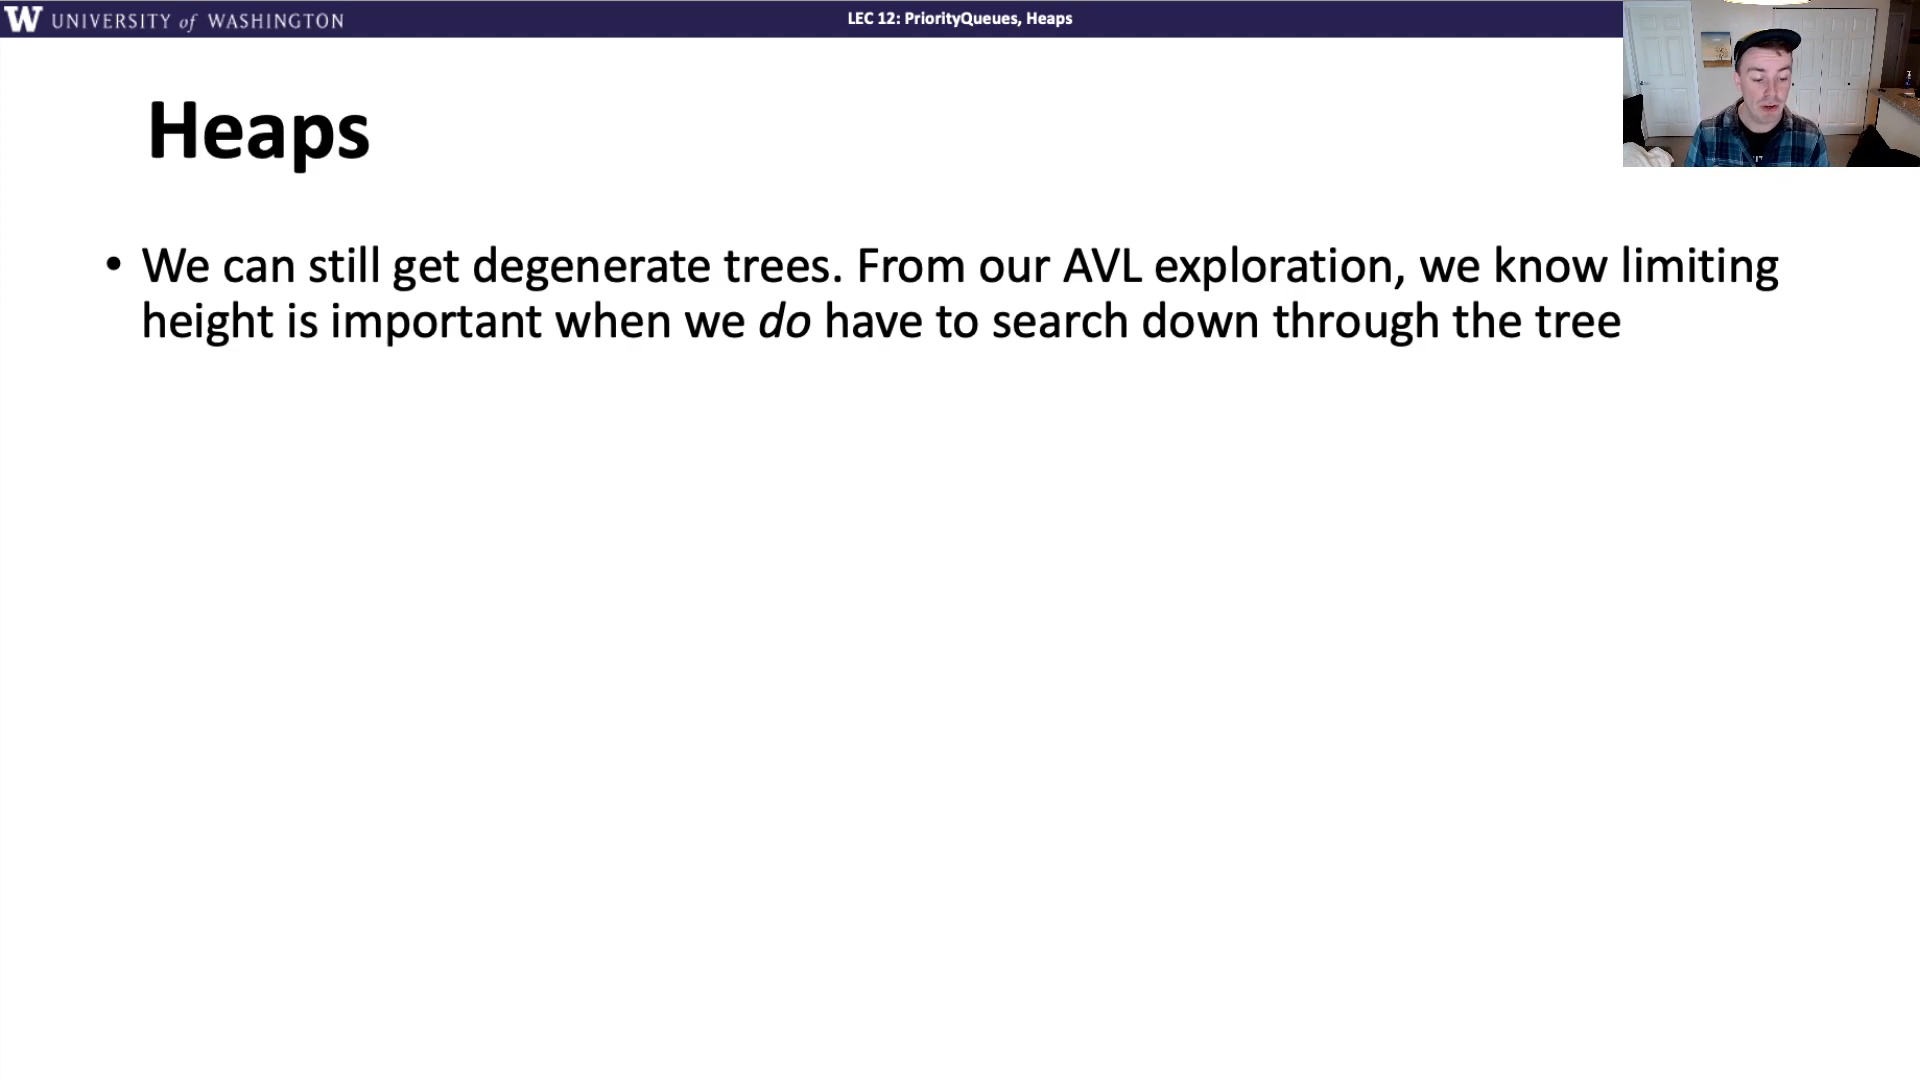 W UNIVERSITY of WASHINGTON
LEC 12: PriorityQueues, Heaps
Heaps
• We can still get degenerate trees. From our AVL exploration, we know limiting
height is important when we do have to search down through the tree